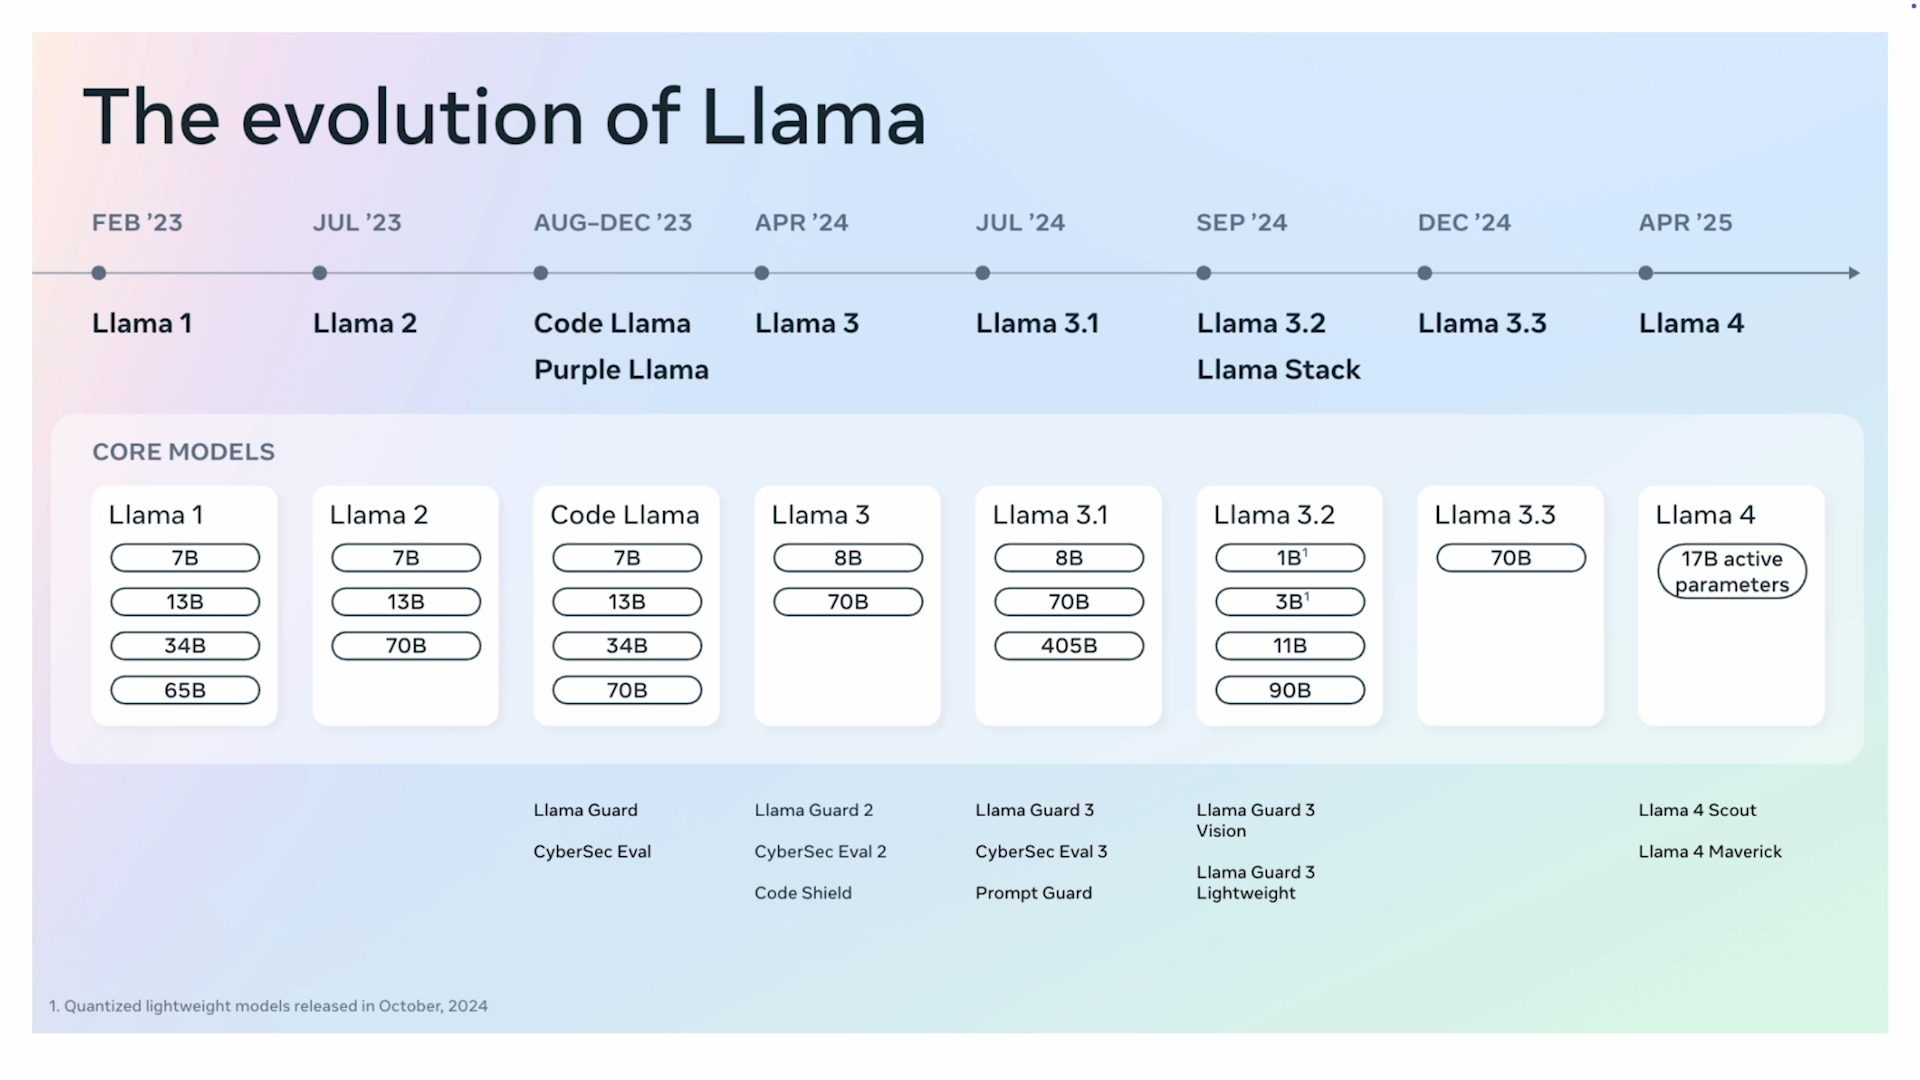 The evolution of Llama
FEB ’23
JUL ’23
AUG–DEC ’23
APR ’24
JUL ’24
SEP ’24
DEC ’24
APR ’25
Llama 1
Llama 2
Code Llama
Purple Llama
Llama 3
Llama 3.1
Llama 3.2
Llama Stack
Llama 3.3
Llama 4
CORE MODELS
Llama 1
7B
13B
34B
65B
Llama 2
7B
13B
70B
Code Llama
7B
13B
34B
70B
Llama 3
8B
70B
Llama 3.1
8B
70B
405B
Llama 3.2
1B¹
3B¹
11B
90B
Llama 3.3
70B
Llama 4
17B active
parameters
Llama Guard
CyberSec Eval
Llama Guard 2
CyberSec Eval 2
Code Shield
Llama Guard 3
CyberSec Eval 3
Prompt Guard
Llama Guard 3
Vision
Llama Guard 3
Lightweight
Llama 4 Scout
Llama 4 Maverick
1. Quantized lightweight models released in October, 2024